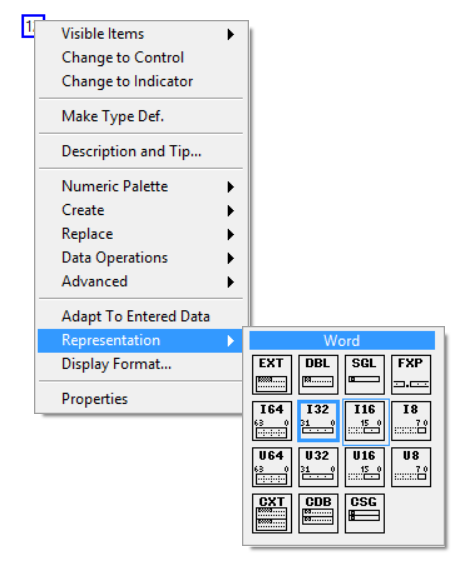 1
Visible Items
Change to Control
Change to Indicator
Make Type Def.
Description and Tip...
Numeric Palette
Create
Replace
Data Operations
Advanced
Adapt To Entered Data
Representation
Display Format...
Properties
Word
EXT DBL SGL FXP
I64 I32 I16 I8
63 0 31 0 15 0 7 0
U64 U32 U16 U8
63 0 31 0 15 0 7 0
CXT CDB CSG